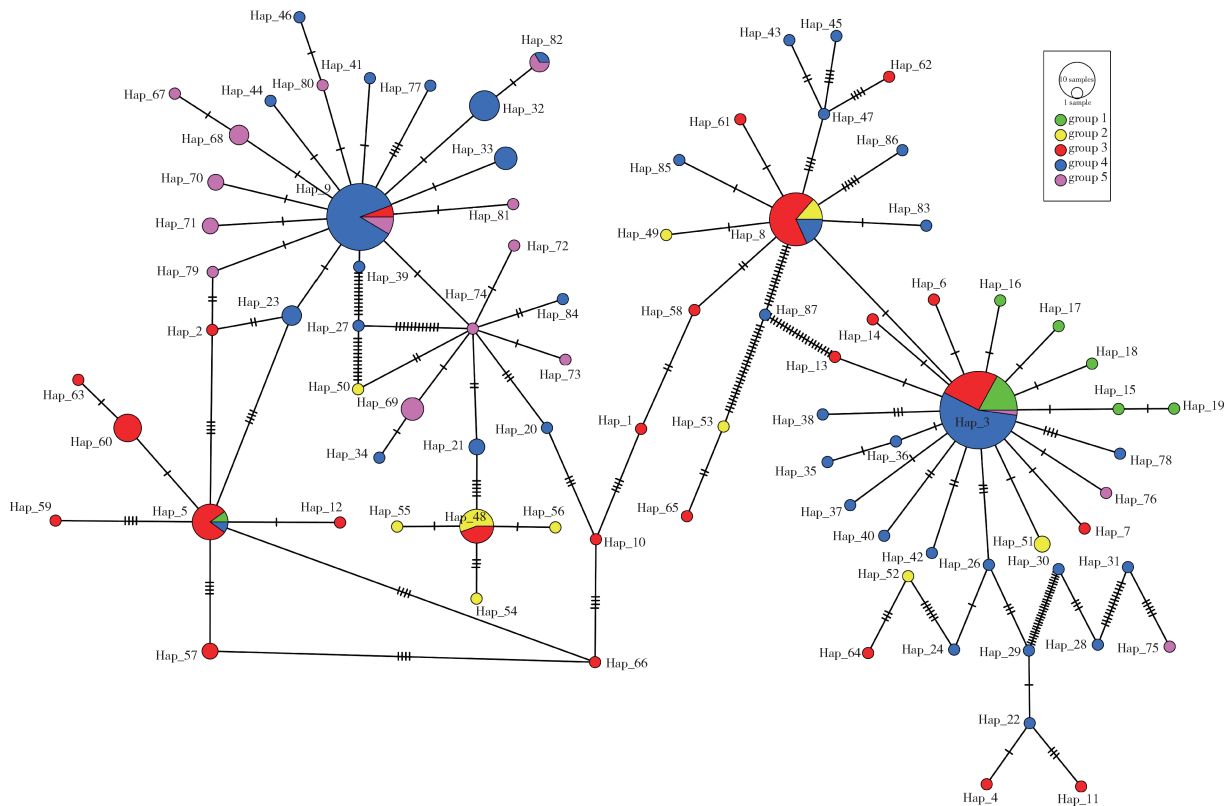 Hap_46
Hap_45
Hap_43
Hap_82
Hap_41
Hap_62
Hap_80
Hap_77
Hap_67
Hap_44
Hap_32
10 samples
1 sample
group 1
group 2
group 3
group 4
group 5
Hap_47
Hap_61
Hap_68
Hap_86
Hap_33
Hap_85
Hap_70
Hap_9
Hap_81
Hap_71
Hap_83
Hap_49
Hap_8
Hap_72
Hap_79
Hap_39
Hap_6
Hap_16
Hap_74
Hap_23
Hap_17
Hap_58
Hap_84
Hap_87
Hap_2
Hap_27
Hap_14
Hap_18
Hap_13
Hap_73
Hap_50
Hap_63
Hap_15
Hap_19
Hap_69
Hap_38
Hap_3
Hap_1
Hap_53
Hap_20
Hap_60
Hap_21
Hap_36
Hap_34
Hap_78
Hap_35
Hap_76
Hap_59
Hap_5
Hap_12
Hap_55
Hap_48
Hap_56
Hap_65
Hap_37
Hap_7
Hap_40
Hap_51
Hap_10
Hap_42
Hap_26
Hap_30
Hap_31
Hap_52
Hap_54
Hap_57
Hap_66
Hap_64
Hap_24
Hap_29
Hap_28
Hap_75
Hap_22
Hap_4
Hap_11